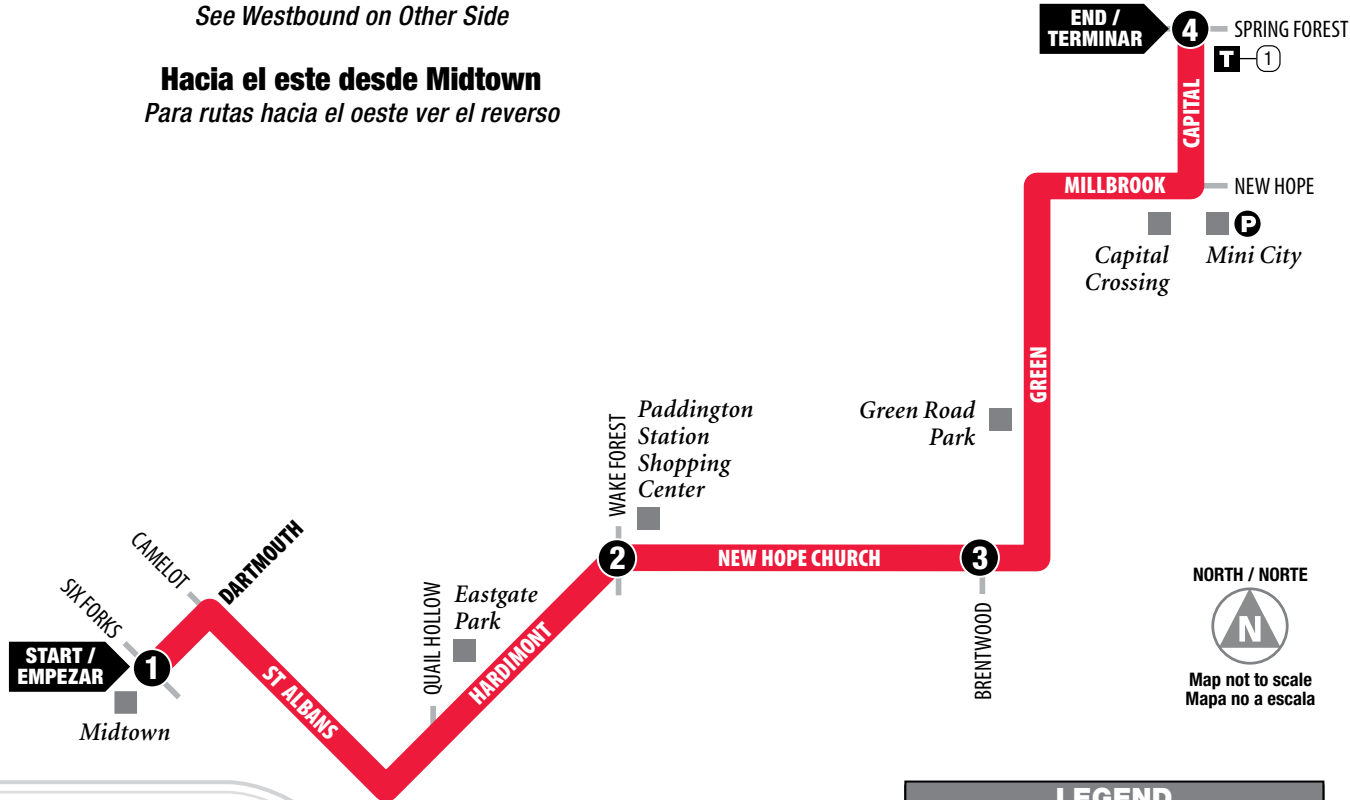 See Westbound on Other Side
Hacia el este desde Midtown
Para rutas hacia el oeste ver el reverso
END /
TERMINAR
4
SPRING FOREST
T
1
CAPITAL
MILLBROOK
NEW HOPE
P
Capital
Crossing
Mini City
GREEN
Green Road
Park
WAKE FOREST
Paddington
Station
Shopping
Center
2
NEW HOPE CHURCH
3
BRENTWOOD
CAMELOT
DARTMOUTH
SIX FORKS
START /
EMPEZAR
1
Midtown
ST ALBANS
QUAIL HOLLOW
Eastgate
Park
HARDIMONT
NORTH / NORTE
N
Map not to scale
Mapa no a escala
LEGEND